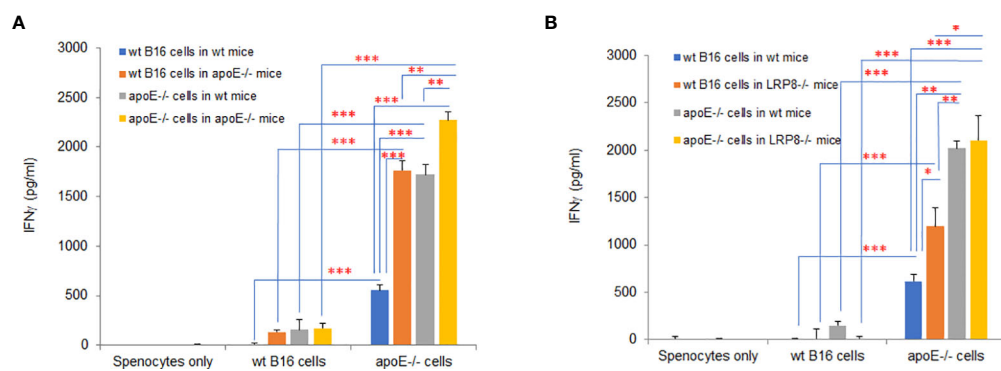 A
3000
2500
2000
1500
1000
500
0
IFNγ (pg/ml)
wt B16 cells in wt mice
wt B16 cells in apoE-/- mice
apoE-/- cells in wt mice
apoE-/- cells in apoE-/- mice
***
**
**
***
***
***
***
***
***
Spenocytes only wt B16 cells apoE-/- cells
B
3000
2500
2000
1500
1000
500
0
IFNγ (pg/ml)
wt B16 cells in wt mice
wt B16 cells in LRP8-/- mice
apoE-/- cells in wt mice
apoE-/- cells in LRP8-/- mice
*
***
***
***
**
**
***
*
***
Spenocytes only wt B16 cells apoE-/- cells